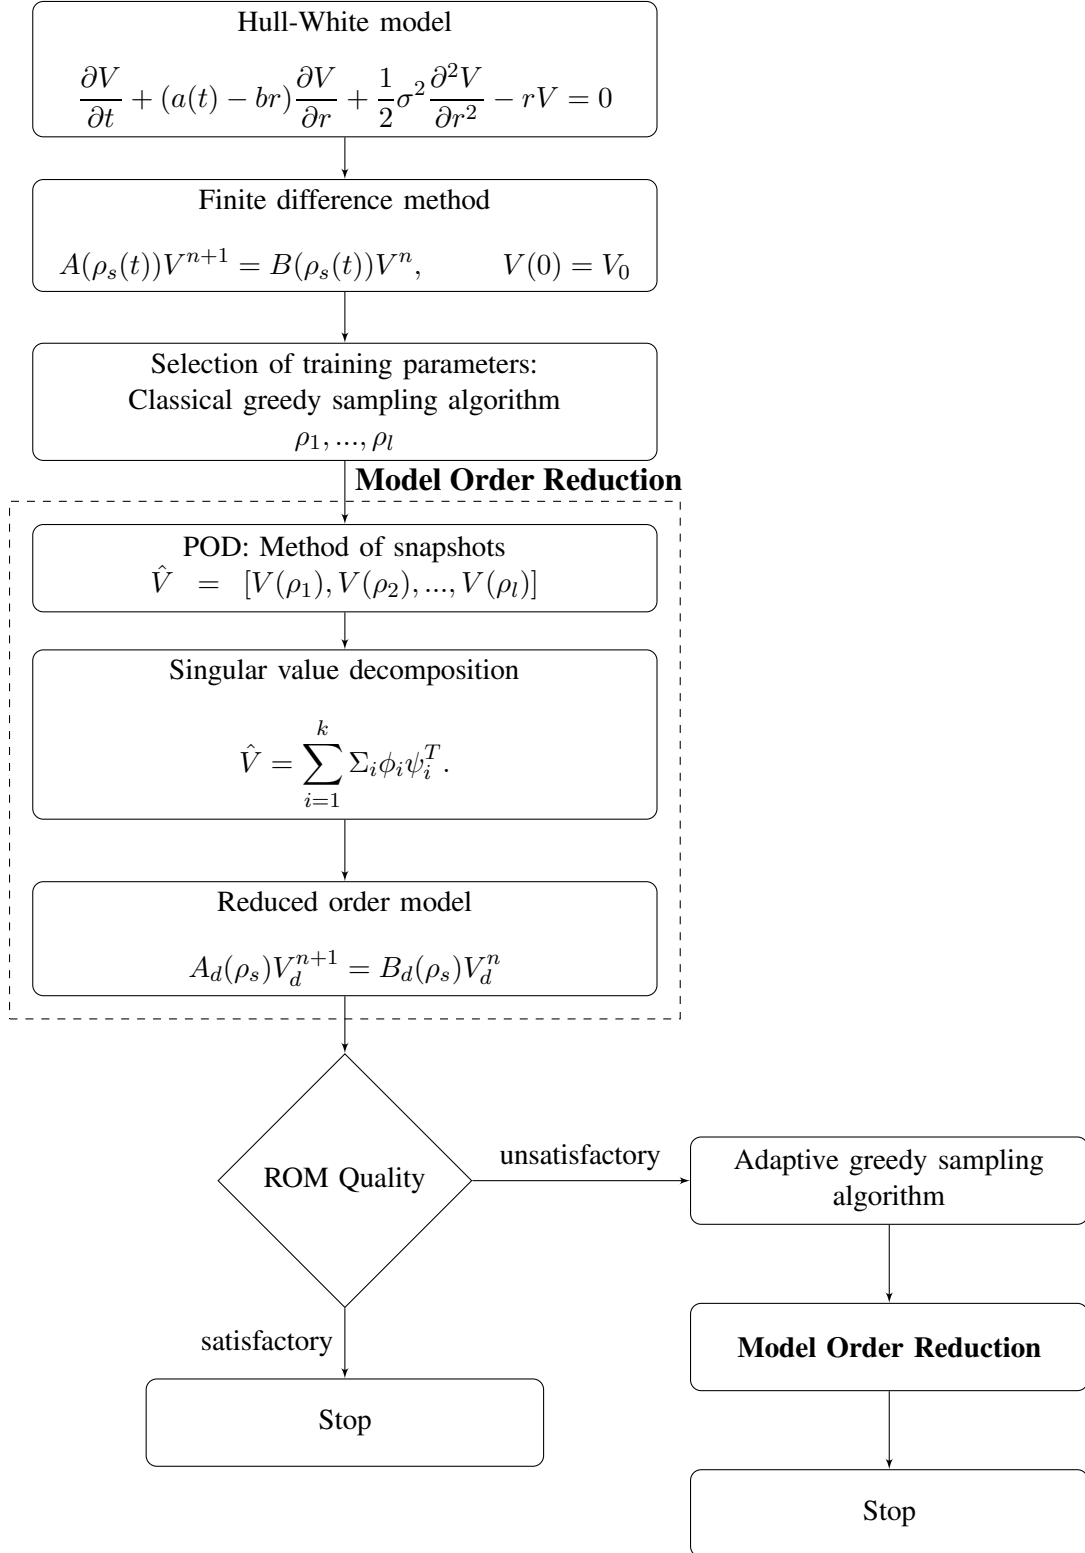 Hull-White model
∂V/∂t + (a(t) − br)∂V/∂r + 1/2 σ² ∂²V/∂r² − rV = 0
Finite difference method
A(ρ_s(t))V^{n+1} = B(ρ_s(t))V^n, V(0) = V_0
Selection of training parameters:
Classical greedy sampling algorithm
ρ_1, ..., ρ_l
Model Order Reduction
POD: Method of snapshots
V̂ = [V(ρ_1), V(ρ_2), ..., V(ρ_l)]
Singular value decomposition
V̂ = ∑_{i=1}^{k} Σ_i φ_i ψ_i^T.
Reduced order model
A_d(ρ_s)V_d^{n+1} = B_d(ρ_s)V_d^n
ROM Quality
unsatisfactory
Adaptive greedy sampling
algorithm
satisfactory
Model Order Reduction
Stop
Stop